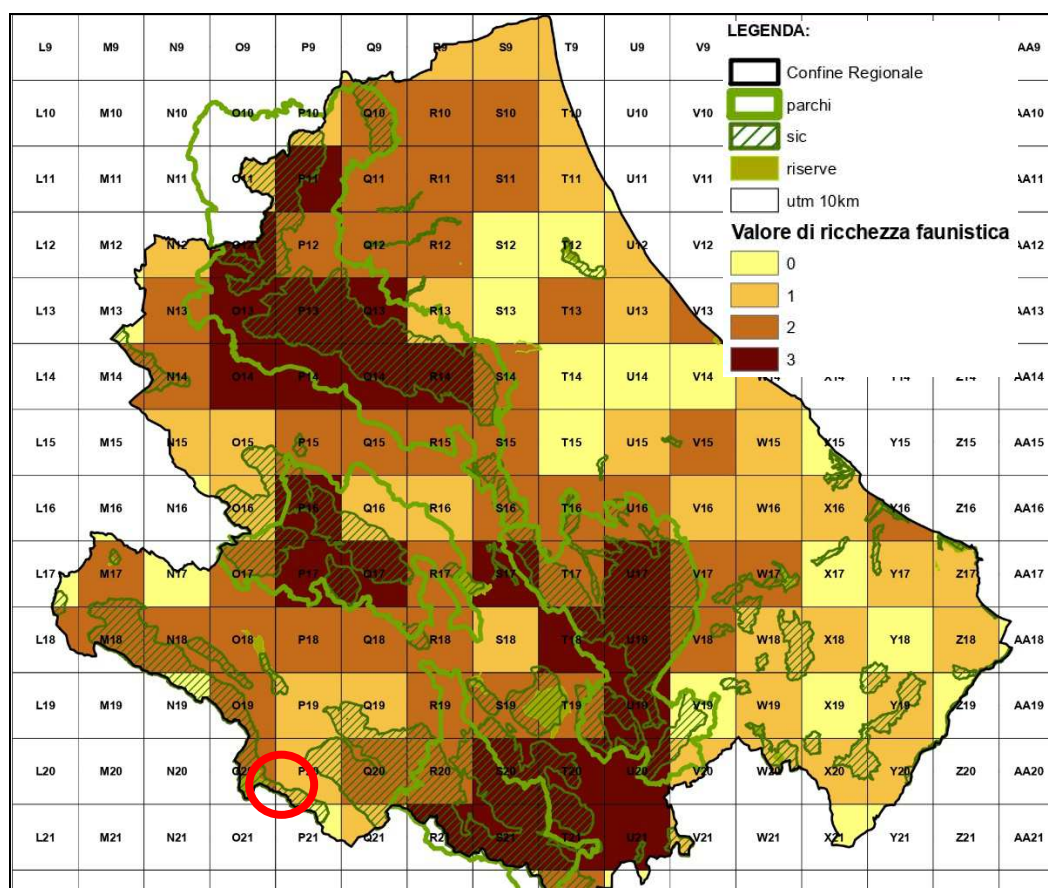 L9 M9 N9 O9 P9 Q9 R9 S9 T9 U9 V9 AA9
L10 M10 N10 O10 P10 Q10 R10 S10 T10 U10 V10 AA10
L11 M11 N11 O11 P11 Q11 R11 S11 T11 U11 V11 AA11
L12 M12 N12 O12 P12 Q12 R12 S12 T12 U12 V12 AA12
L13 M13 N13 O13 P13 Q13 R13 S13 T13 U13 V13 AA13
L14 M14 N14 O14 P14 Q14 R14 S14 T14 U14 V14 W14 X14 Y14 Z14 AA14
L15 M15 N15 O15 P15 Q15 R15 S15 T15 U15 V15 W15 X15 Y15 Z15 AA15
L16 M16 N16 O16 P16 Q16 R16 S16 T16 U16 V16 W16 X16 Y16 Z16 AA16
L17 M17 N17 O17 P17 Q17 R17 S17 T17 U17 V17 W17 X17 Y17 Z17 AA17
L18 M18 N18 O18 P18 Q18 R18 S18 T18 U18 V18 W18 X18 Y18 Z18 AA18
L19 M19 N19 O19 P19 Q19 R19 S19 T19 U19 V19 W19 X19 Y19 Z19 AA19
L20 M20 N20 O20 P20 Q20 R20 S20 T20 U20 V20 W20 X20 Y20 Z20 AA20
L21 M21 N21 O21 P21 Q21 R21 S21 T21 U21 V21 W21 X21 Y21 Z21 AA21
LEGENDA:
Confine Regionale
parchi
sic
riserve
utm 10km
Valore di ricchezza faunistica
0
1
2
3